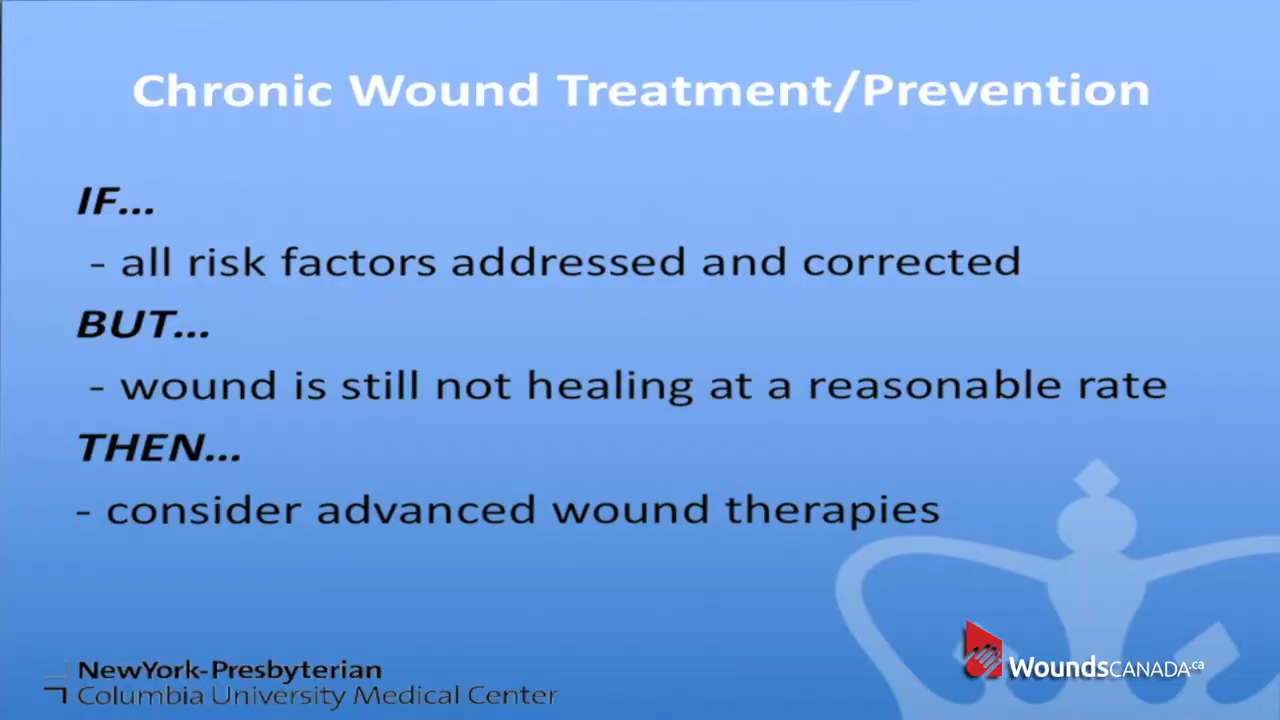 Chronic Wound Treatment/Prevention
IF...
- all risk factors addressed and corrected
BUT...
- wound is still not healing at a reasonable rate
THEN...
- consider advanced wound therapies
NewYork-Presbyterian
Columbia University Medical Center
WoundsCANADA.ca